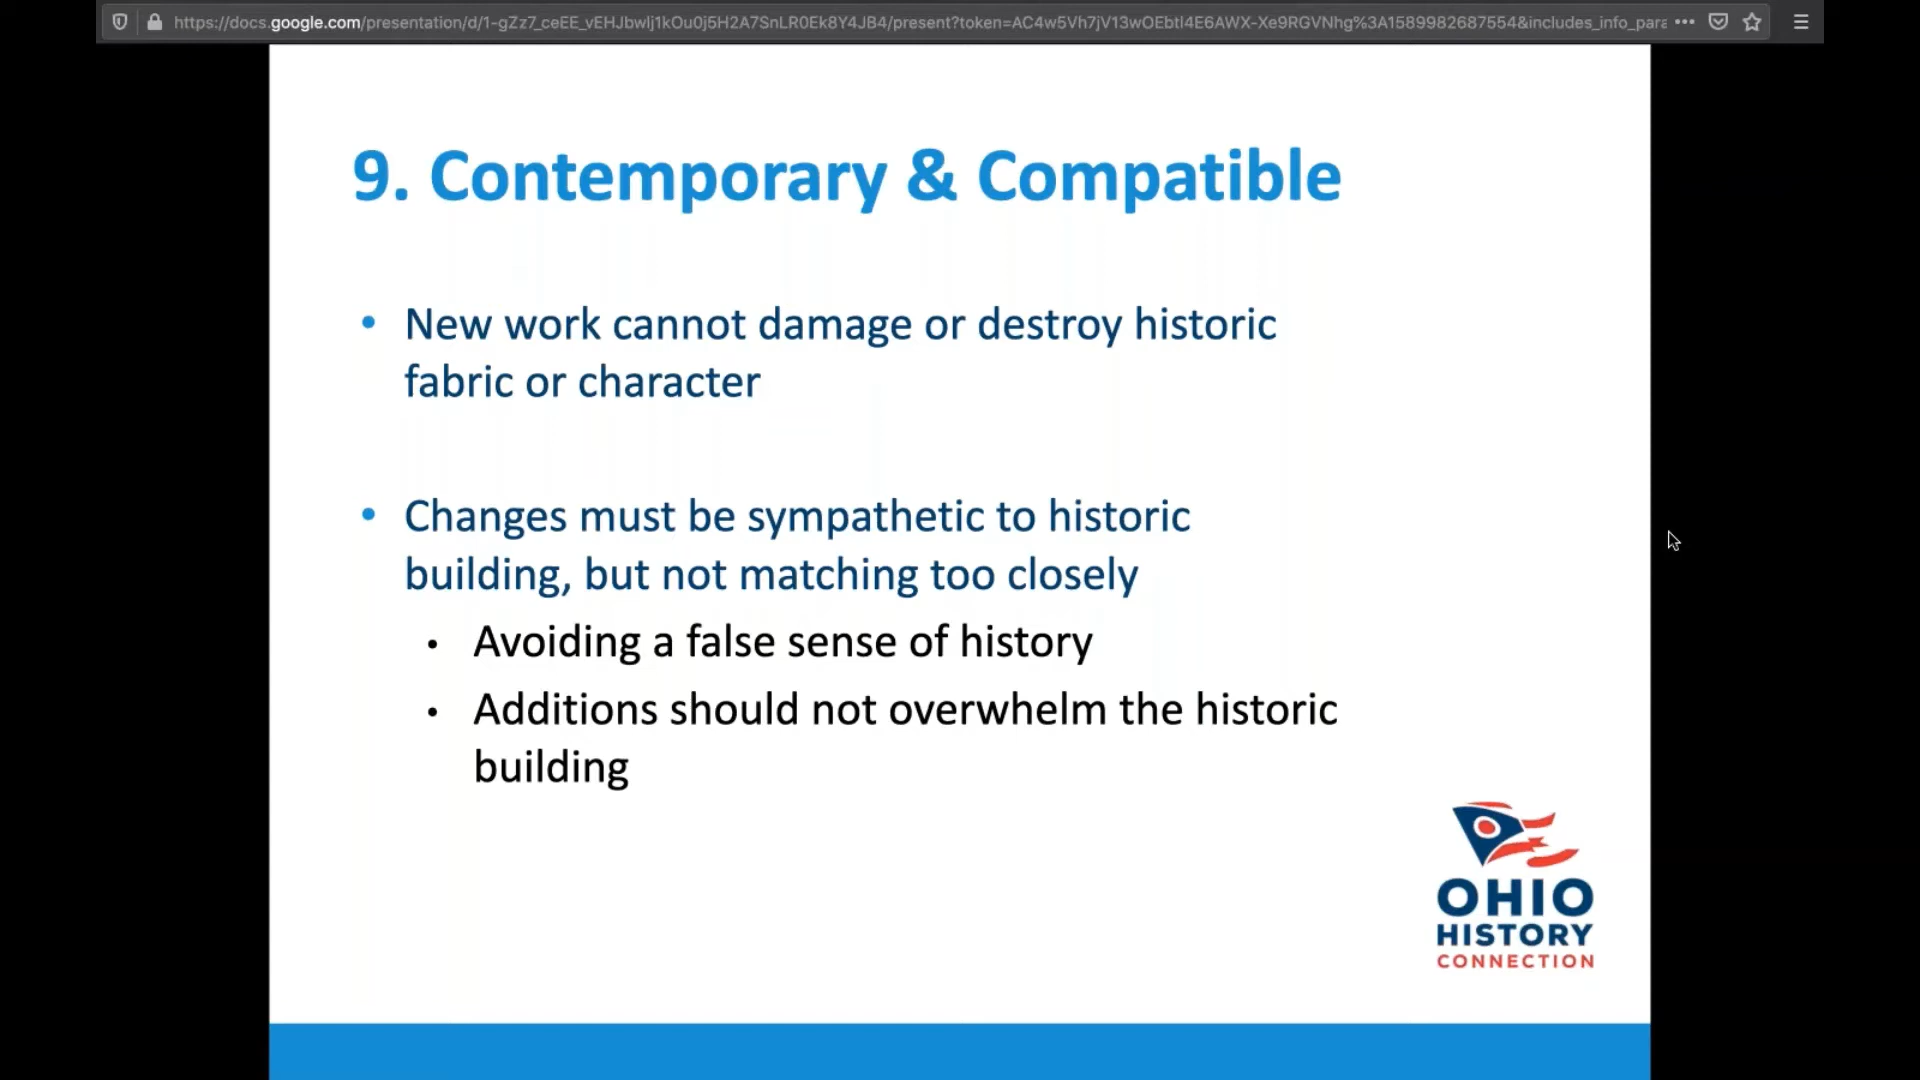 https://docs.google.com/presentation/d/1-gZz7_ceEE_vEHJbwlj1kOu0j5H2A7SnLR0Ek8Y4JB4/present?token=AC4w5Vh7jV13wOEbtI4E6AWX-Xe9RGVNhg%3A1589982687554&includes_info_para
9. Contemporary & Compatible
• New work cannot damage or destroy historic
fabric or character
• Changes must be sympathetic to historic
building, but not matching too closely
• Avoiding a false sense of history
• Additions should not overwhelm the historic
building
OHIO
HISTORY
CONNECTION